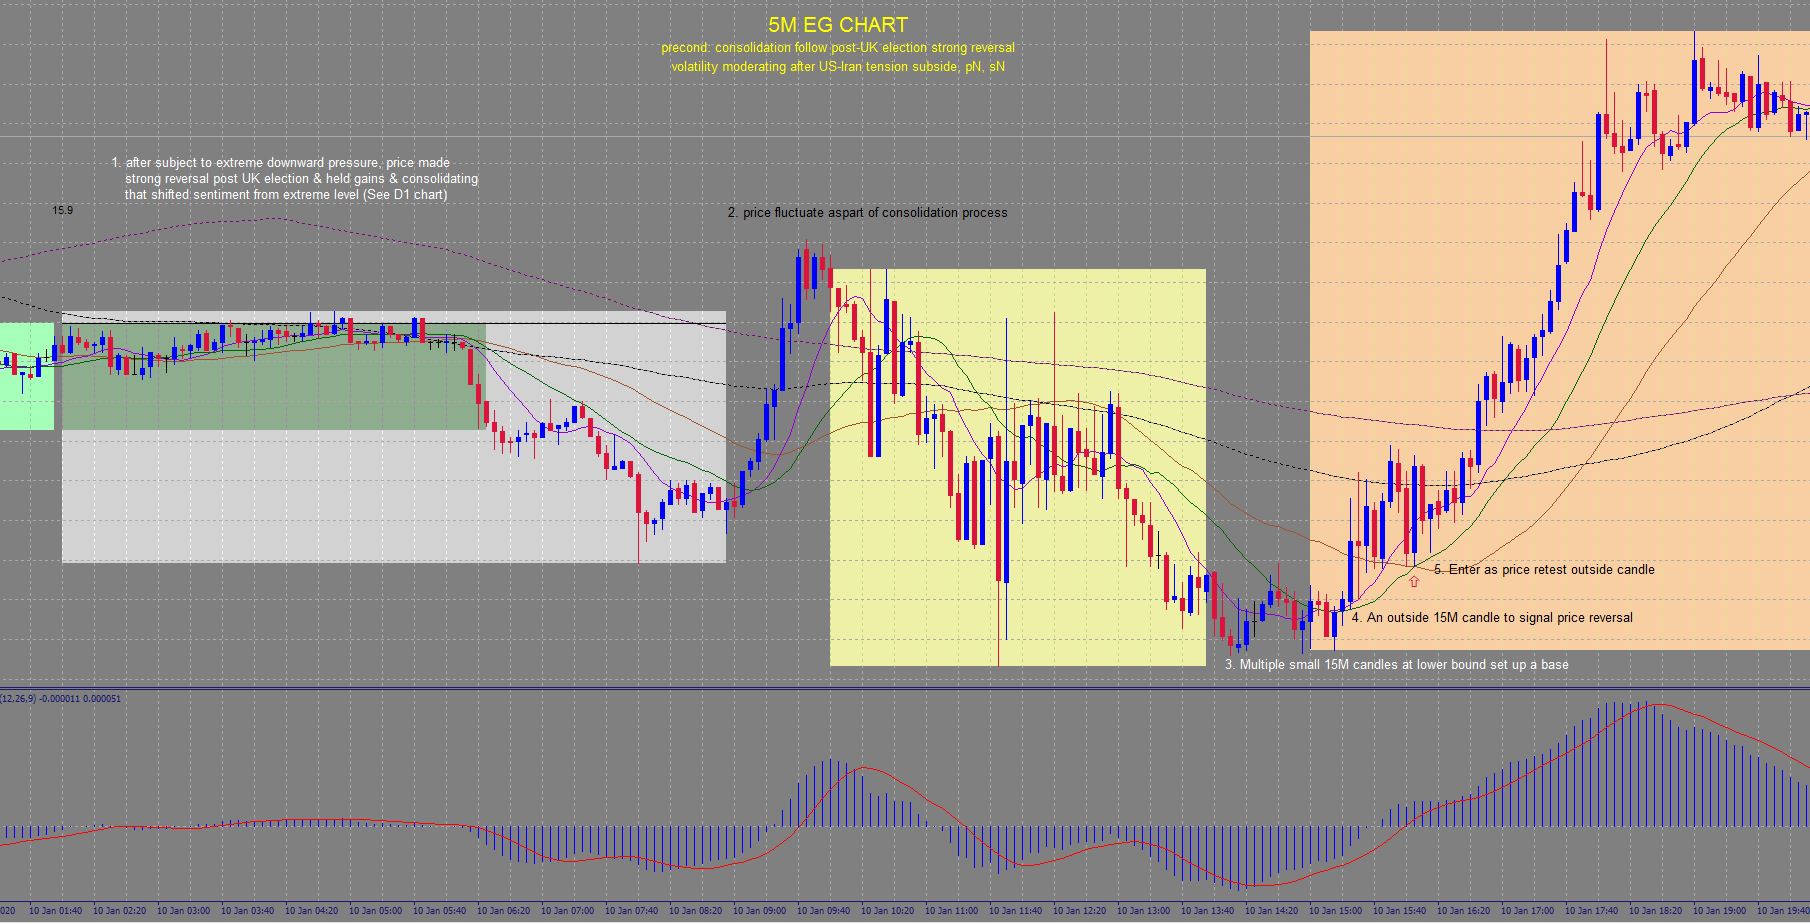 5M EG CHART
precond: consolidation follow post-UK election strong reversal
volatility moderating after US-Iran tension subside, pN, sN
1. after subject to extreme downward pressure, price made
strong reversal post UK election & held gains & consolidating
that shifted sentiment from extreme level (See D1 chart)
15.9
2. price fluctuate aspart of consolidation process
5. Enter as price retest outside candle
4. An outside 15M candle to signal price reversal
3. Multiple small 15M candles at lower bound set up a base
(12,26,9) -0.000011 0.000051
020 10 Jan 01:40 10 Jan 02:20 10 Jan 03:00 10 Jan 03:40 10 Jan 04:20 10 Jan 05:00 10 Jan 05:40 10 Jan 06:20 10 Jan 07:00 10 Jan 07:40 10 Jan 08:20 10 Jan 09:00 10 Jan 09:40 10 Jan 10:20 10 Jan 11:00 10 Jan 11:40 10 Jan 12:20 10 Jan 13:00 10 Jan 13:40 10 Jan 14:20 10 Jan 15:00 10 Jan 15:40 10 Jan 16:20 10 Jan 17:00 10 Jan 17:40 10 Jan 18:20 10 Jan 19:00 10 Jan 19:40